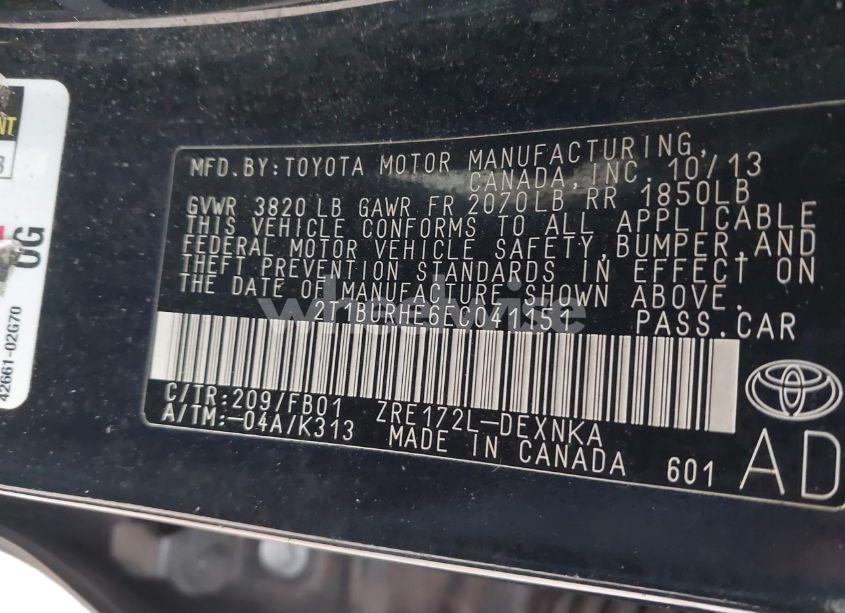 MFD.BY:TOYOTA MOTOR MANUFACTURING,
CANADA,INC. 10/13
GVWR 3820 LB GAWR FR 2070LB RR 1850LB
THIS VEHICLE CONFORMS TO ALL APPLICABLE
FEDERAL MOTOR VEHICLE SAFETY,BUMPER,AND
THEFT PREVENTION STANDARDS IN EFFECT ON
THE DATE OF MANUFACTURE SHOWN ABOVE.
2T1BURHE6EC041151 PASS.CAR
C/TR:209/FB01 ZRE172L-DEXNKA
A/TM:-04A/K313 MADE IN CANADA 601
AD
42661-02G70
UG